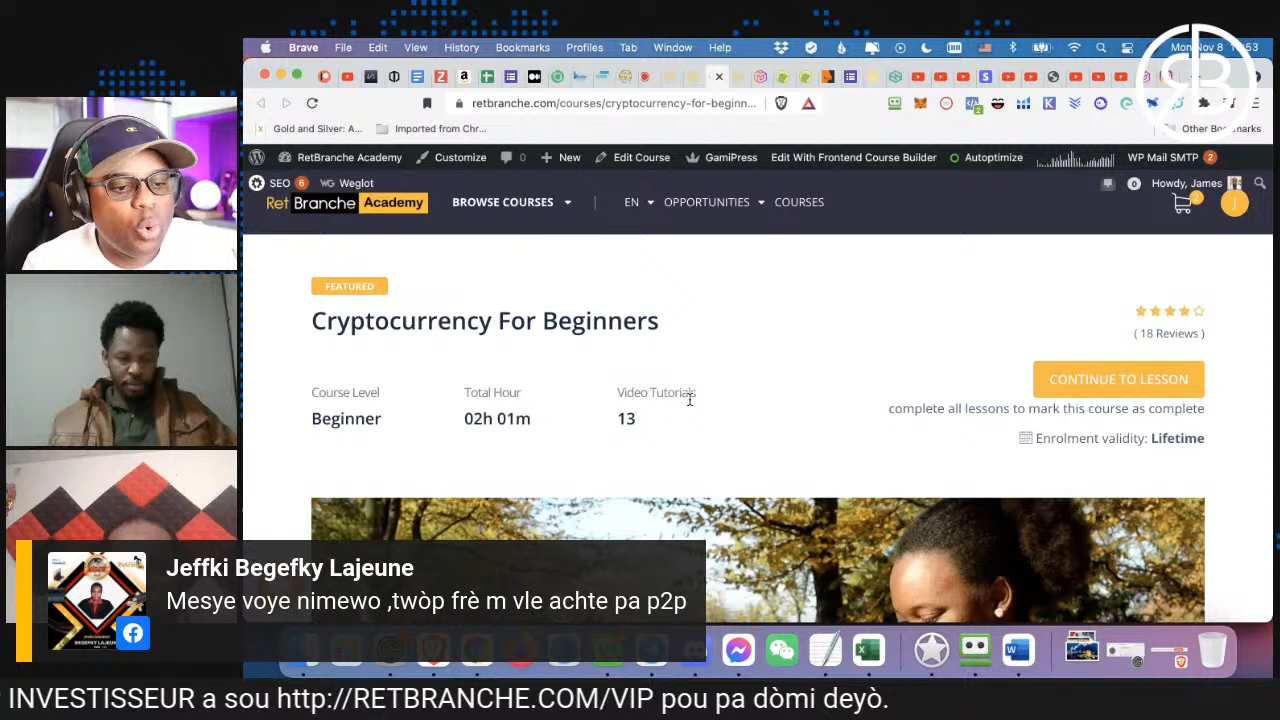 Brave File Edit View History Bookmarks Profiles Tab Window Help
retbranche.com/courses/cryptocurrency-for-beginn...
Gold and Silver: A... Imported from Chr... Other Bookmarks
RetBranche Academy Customize 0 New Edit Course GamiPress Edit With Frontend Course Builder Autoptimize WP Mail SMTP 2
SEO 6 WG Weglot 0 Howdy, James
Ret Branche Academy BROWSE COURSES EN OPPORTUNITIES COURSES 2 J
FEATURED
Cryptocurrency For Beginners
( 18 Reviews )
Course Level Total Hour Video Tutorials
Beginner 02h 01m 13
CONTINUE TO LESSON
complete all lessons to mark this course as complete
Enrolment validity: Lifetime
Jeffki Begefky Lajeune
Mesye voye nimewo ,twòp frè m vle achte pa p2p
INVESTISSEUR a sou http://RETBRANCHE.COM/VIP pou pa dòmi deyò.